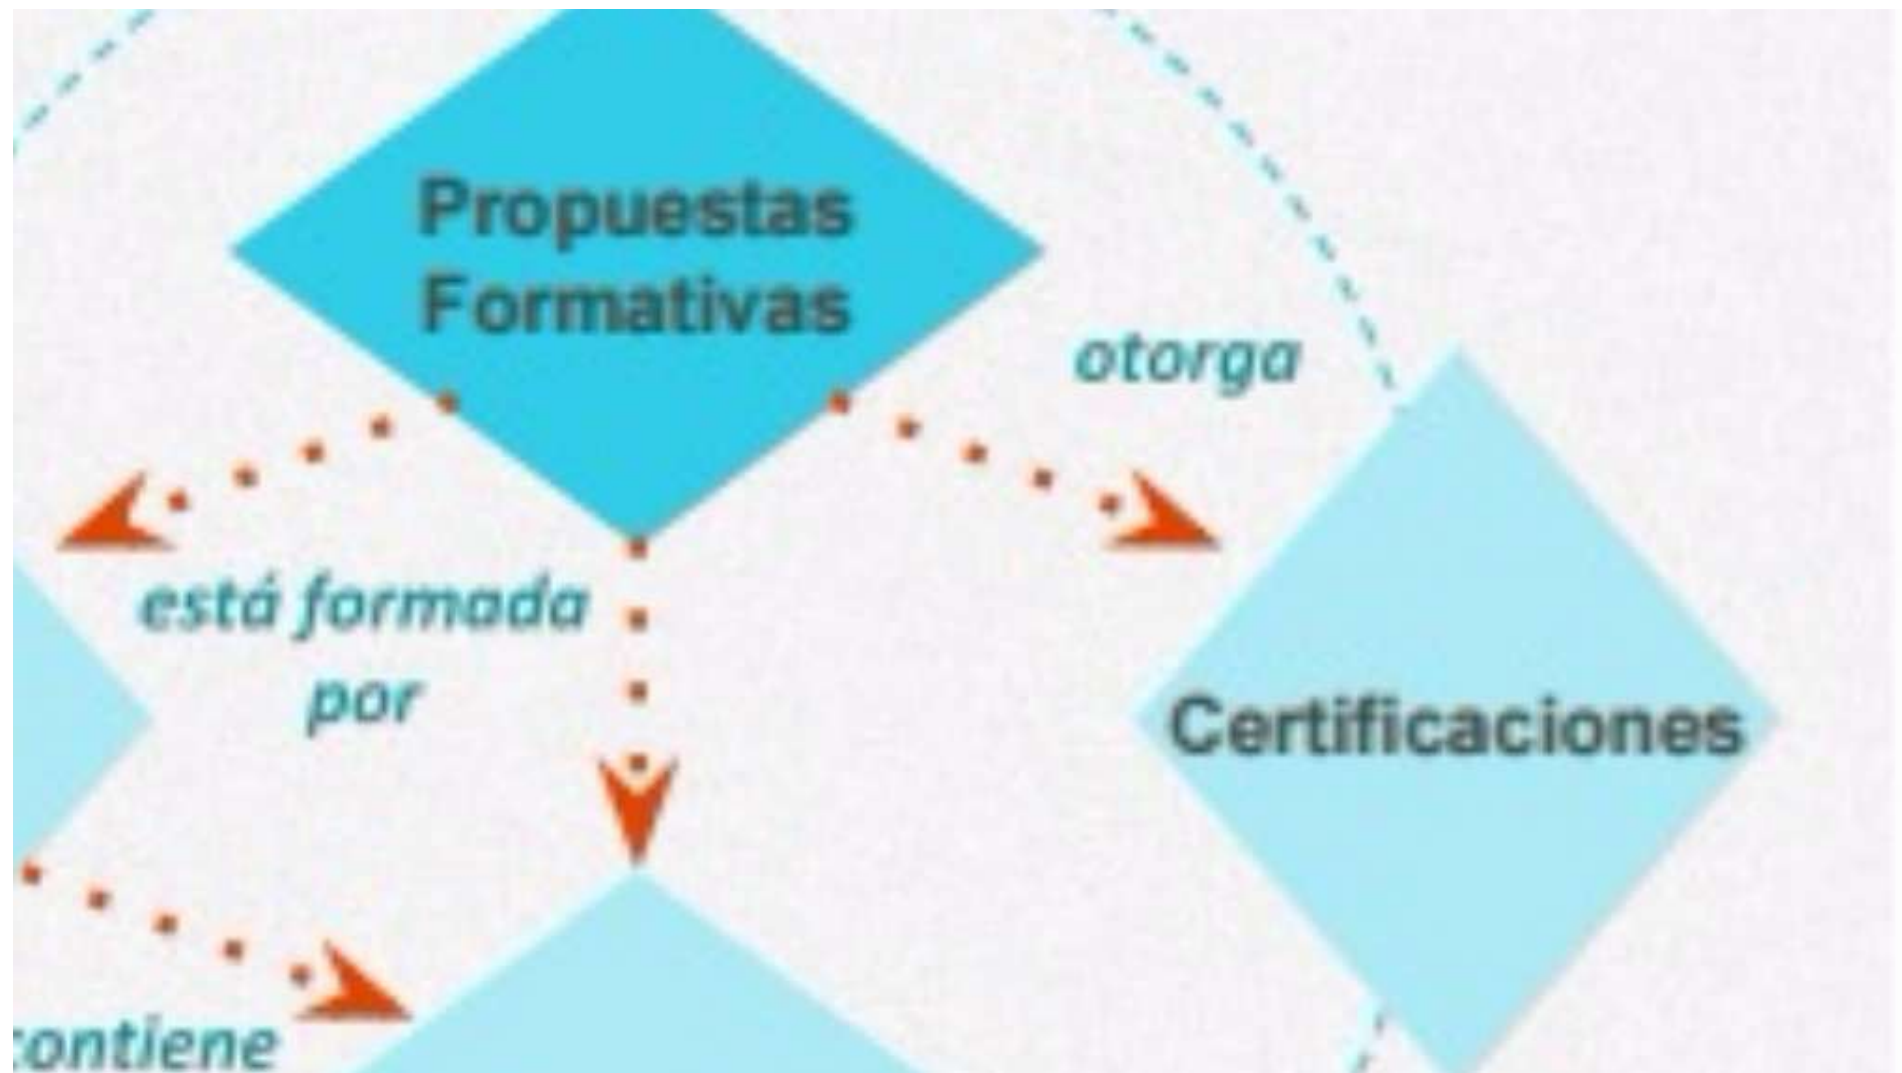 Propuestas
Formativas
otorga
está formada
por
Certificaciones
contiene